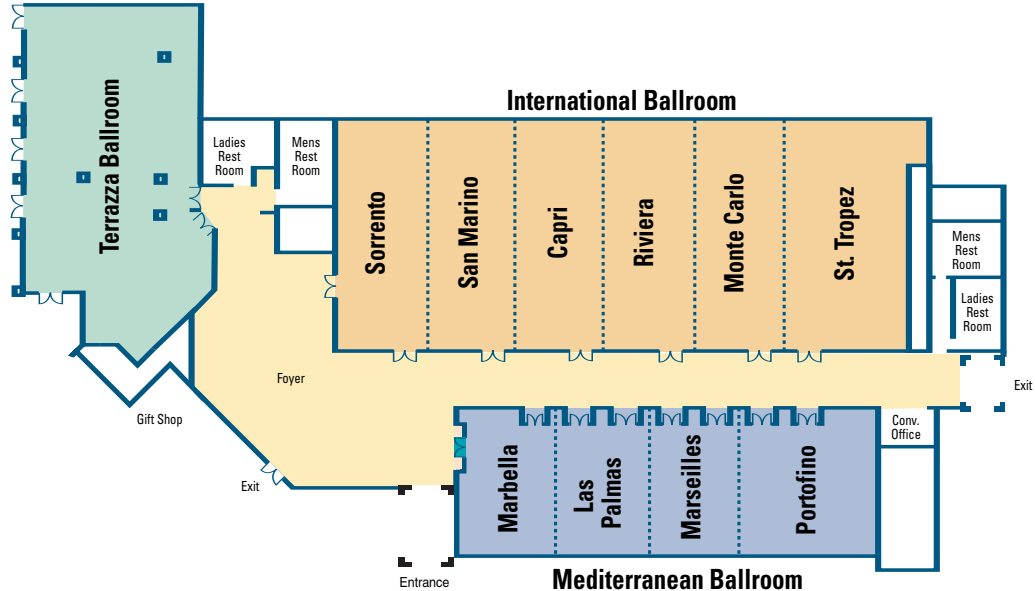 International Ballroom
Terrazza Ballroom
Ladies
Rest
Room
Mens
Rest
Room
Sorrento
San Marino
Capri
Riviera
Monte Carlo
St. Tropez
Mens
Rest
Room
Ladies
Rest
Room
Foyer
Exit
Gift Shop
Conv.
Office
Marbella
Las
Palmas
Marseilles
Portofino
Exit
Entrance
Mediterranean Ballroom